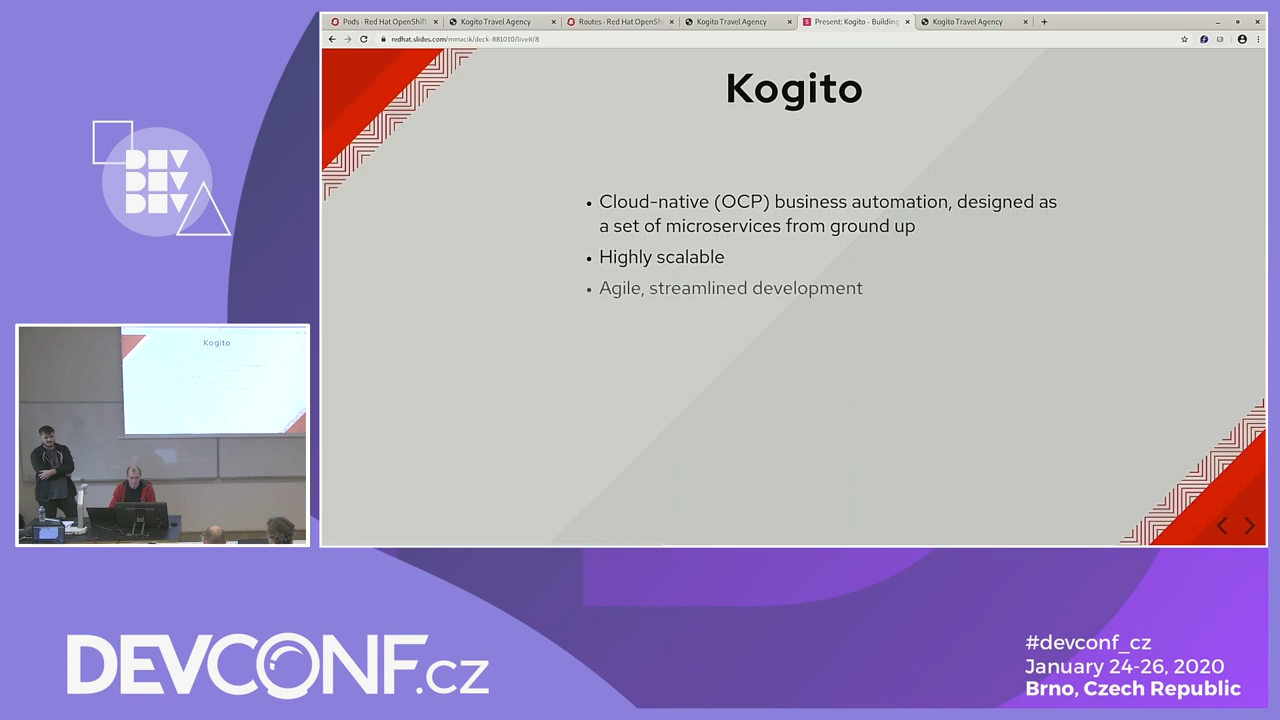 Pods · Red Hat OpenShift
Kogito Travel Agency
Routes · Red Hat OpenShi
Kogito Travel Agency
Present: Kogito - Building
Kogito Travel Agency
redhat.slides.com/mmacik/deck-881010/live#/8
Kogito
• Cloud-native (OCP) business automation, designed as
a set of microservices from ground up
• Highly scalable
• Agile, streamlined development
DEV
DEV
DEV
Kogito
DEVCONF.cz
#devconf_cz
January 24-26, 2020
Brno, Czech Republic